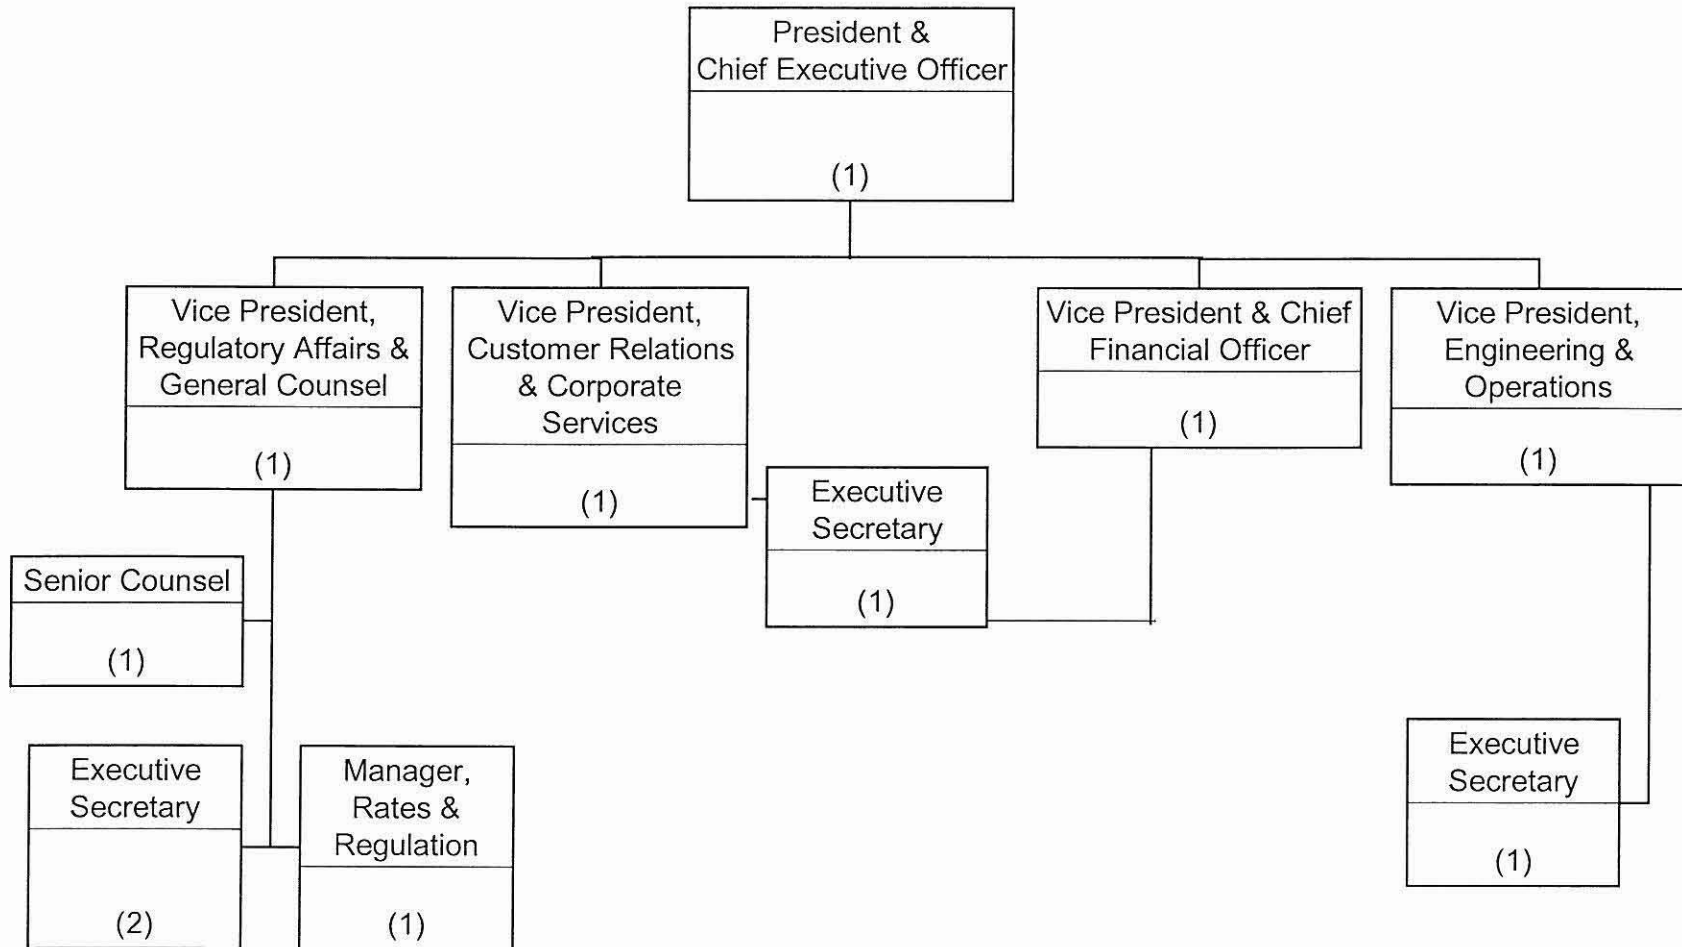 President &
Chief Executive Officer
(1)
Vice President,
Regulatory Affairs &
General Counsel
(1)
Vice President,
Customer Relations
& Corporate
Services
(1)
Vice President & Chief
Financial Officer
(1)
Vice President,
Engineering &
Operations
(1)
Executive
Secretary
(1)
Senior Counsel
(1)
Executive
Secretary
(2)
Manager,
Rates &
Regulation
(1)
Executive
Secretary
(1)